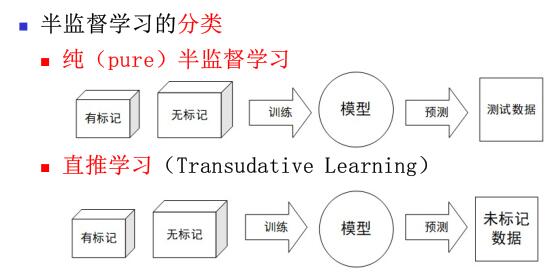 半监督学习的分类
纯（pure）半监督学习
有标记
无标记
训练
模型
预测
测试数据
直推学习（Transudative Learning）
有标记
无标记
训练
模型
预测
未标记
数据